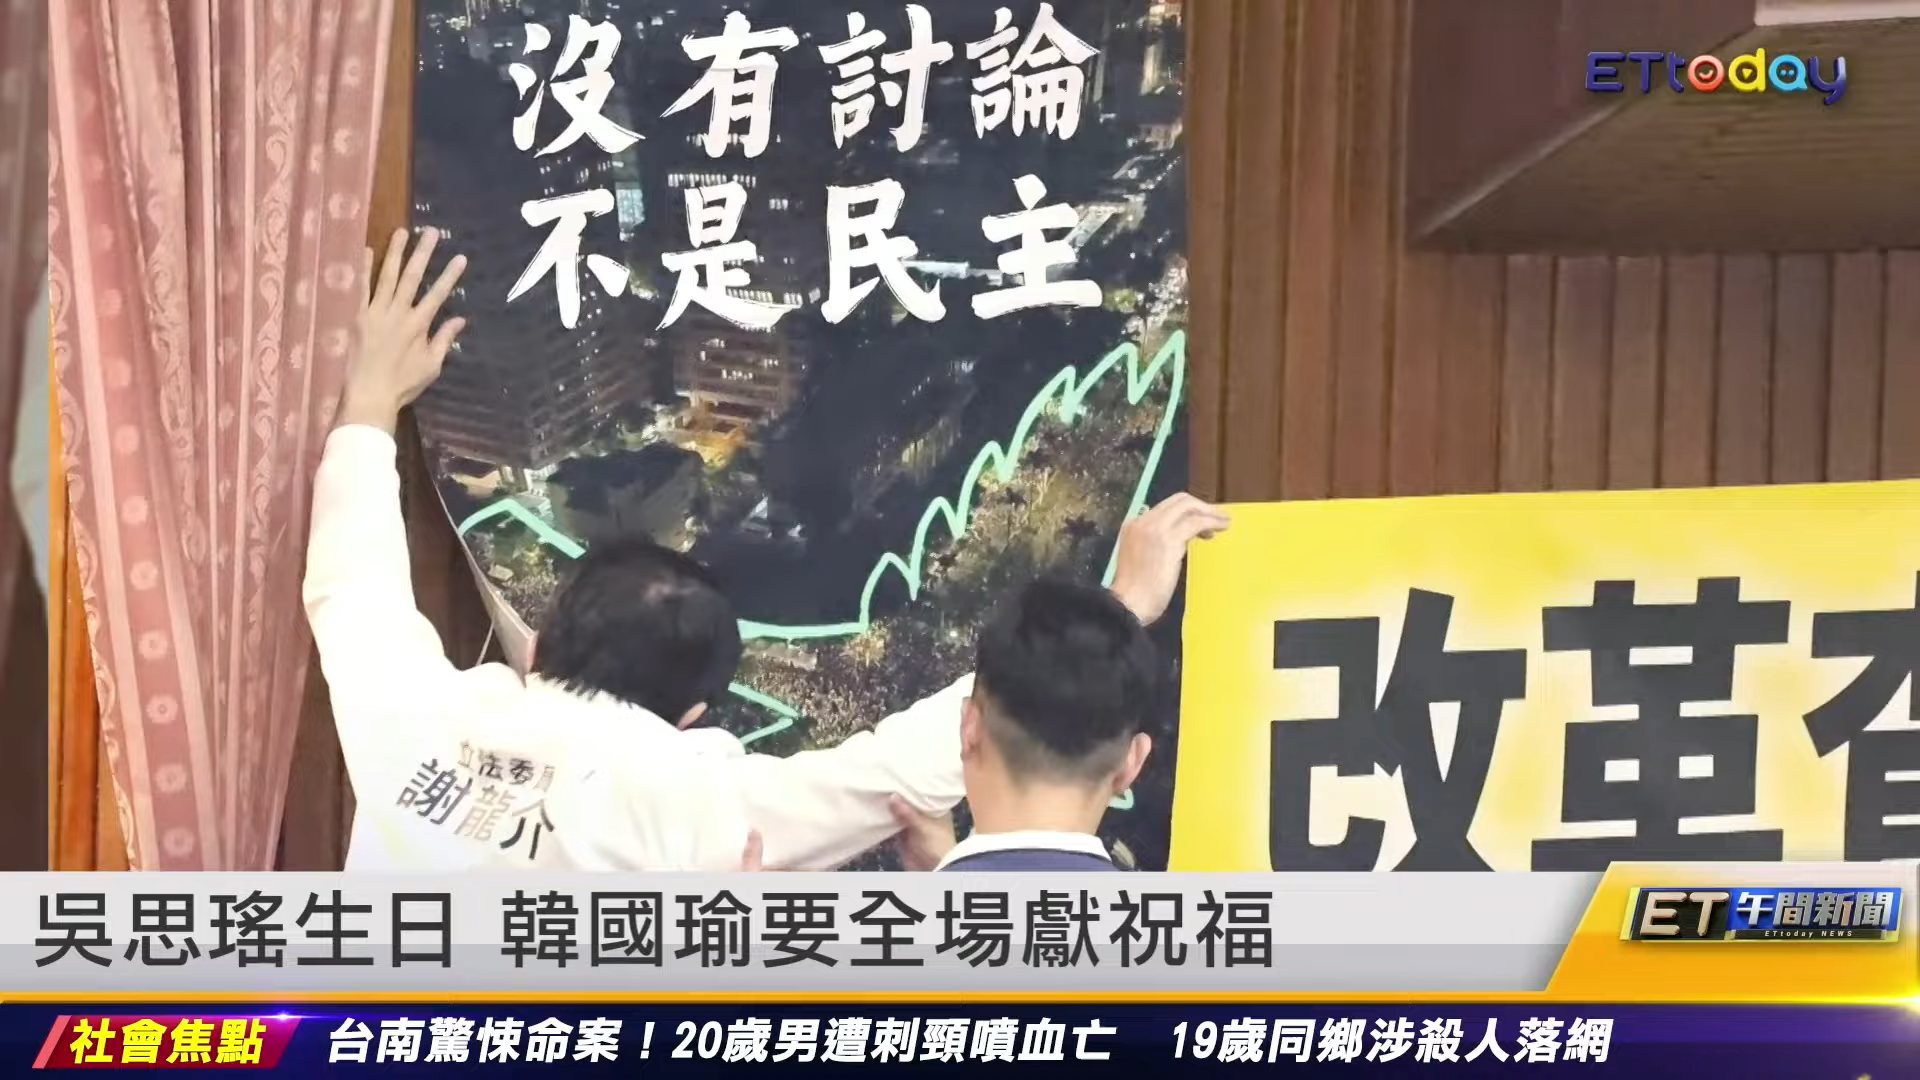 沒有討論
不是民主
ETtoday
改革
立法委員
謝龍介
吳思瑤生日 韓國瑜要全場獻祝福
ET午間新聞
ETtoday NEWS
社會焦點
台南驚悚命案！20歲男遭刺頸噴血亡 19歲同鄉涉殺人落網